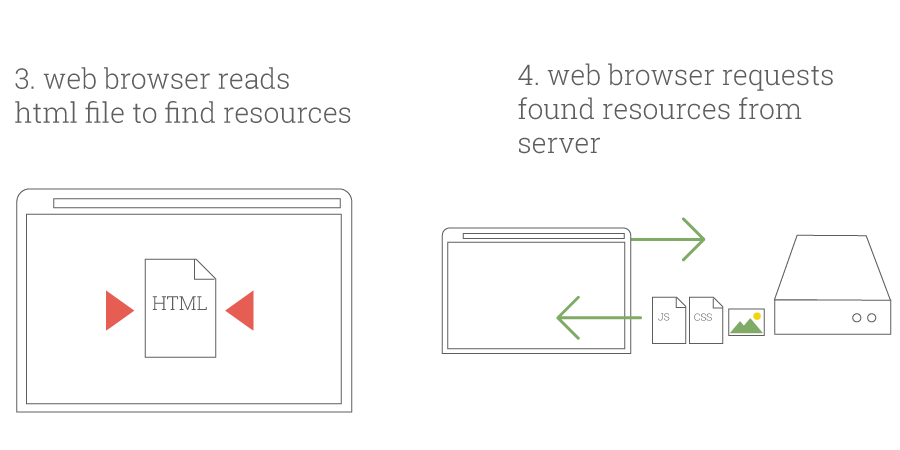 3. web browser reads
html file to find resources
4. web browser requests
found resources from
server
HTML
JS
CSS